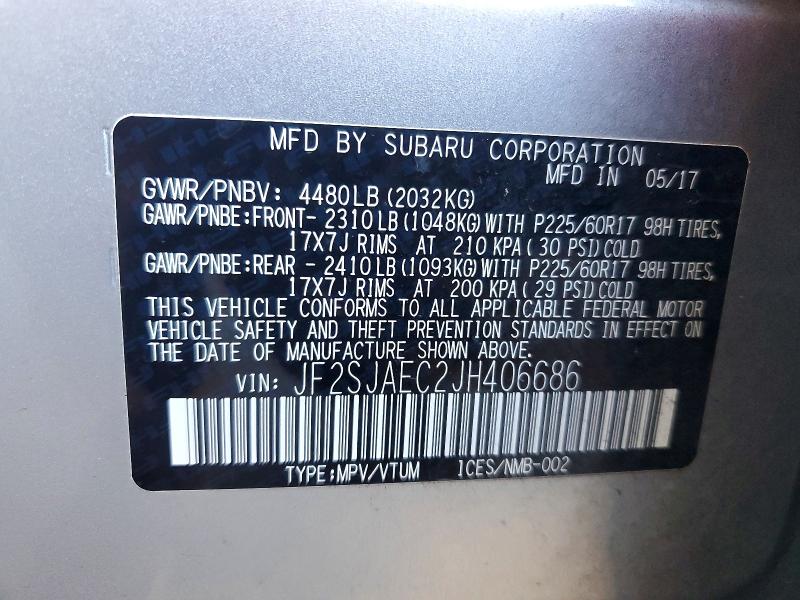 MFD BY SUBARU CORPORATION
MFD IN 05/17
GVWR/PNBV: 4480LB (2032KG)
GAWR/PNBE:FRONT- 2310LB (1048KG) WITH P225/60R17 98H TIRES,
17X7J RIMS AT 210 KPA ( 30 PSI) COLD
GAWR/PNBE:REAR - 2410LB (1093KG) WITH P225/60R17 98H TIRES,
17X7J RIMS AT 200 KPA ( 29 PSI) COLD
THIS VEHICLE CONFORMS TO ALL APPLICABLE FEDERAL MOTOR
VEHICLE SAFETY AND THEFT PREVENTION STANDARDS IN EFFECT ON
THE DATE OF MANUFACTURE SHOWN ABOVE.
VIN: JF2SJAEC2JH406686
TYPE:MPV/VTUM ICES/NMB-002